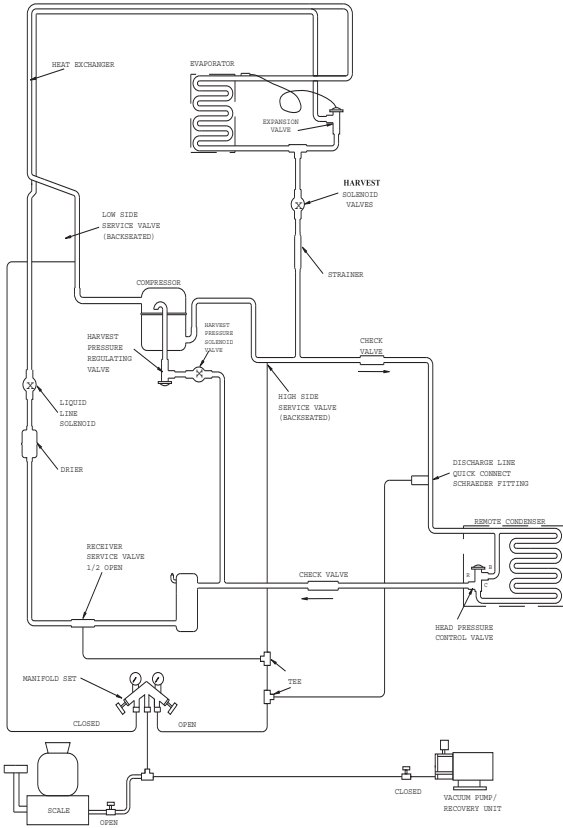 HEAT EXCHANGER
EVAPORATOR
EXPANSION
VALVE
HARVEST
SOLENOID
VALVES
LOW SIDE
SERVICE VALVE
(BACKSEATED)
STRAINER
COMPRESSOR
HARVEST
PRESSURE
REGULATING
VALVE
HARVEST
PRESSURE
SOLENOID
VALVE
CHECK
VALVE
X
X
X
LIQUID
LINE
SOLENOID
HIGH SIDE
SERVICE VALVE
(BACKSEATED)
DRIER
DISCHARGE LINE
QUICK CONNECT
SCHRAEDER FITTING
REMOTE CONDENSER
RECEIVER
SERVICE VALVE
1/2 OPEN
CHECK VALVE
R
B
C
HEAD PRESSURE
CONTROL VALVE
MANIFOLD SET
TEE
CLOSED
OPEN
SCALE
OPEN
CLOSED
VACUUM PUMP/
RECOVERY UNIT